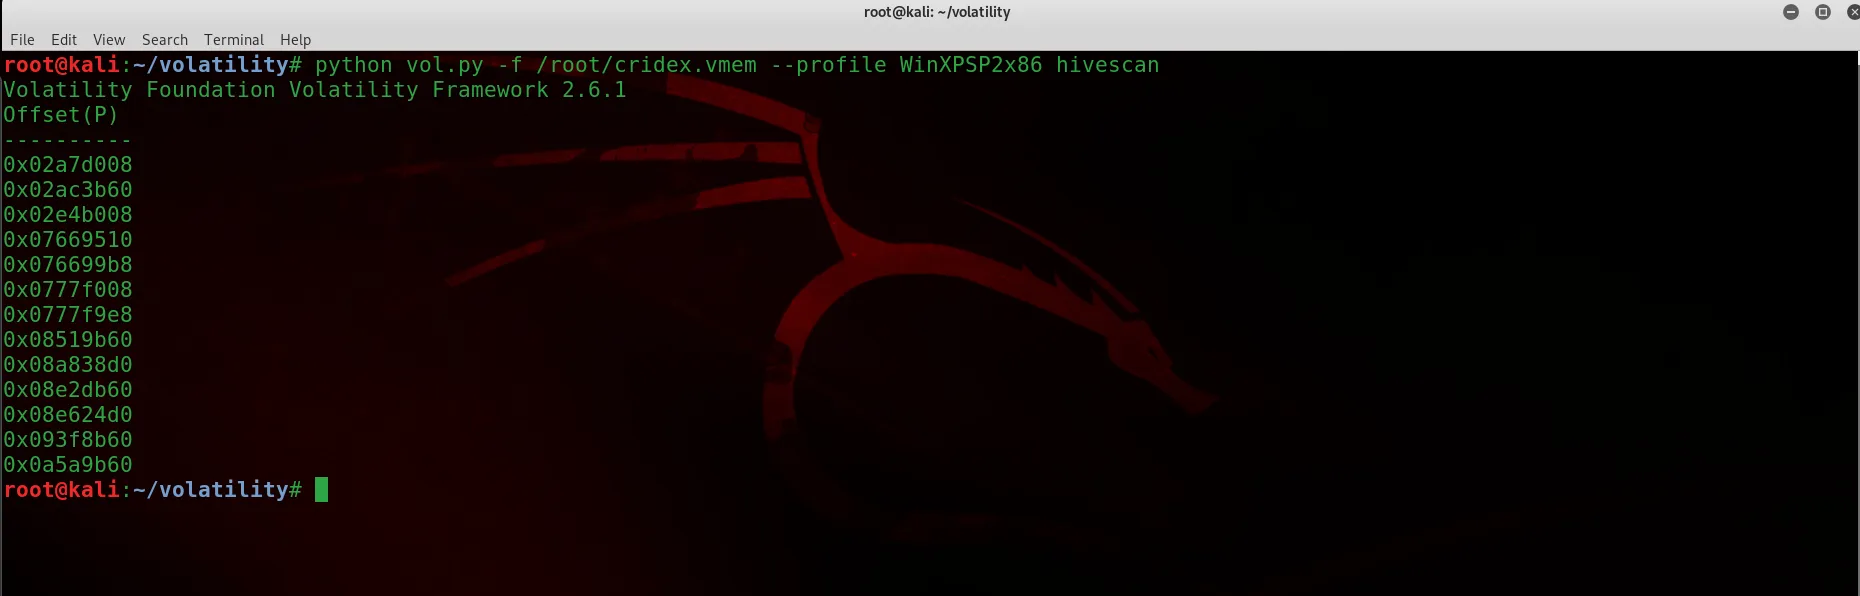 root@kali: ~/volatility
File Edit View Search Terminal Help
root@kali:~/volatility# python vol.py -f /root/cridex.vmem --profile WinXPSP2x86 hivescan
Volatility Foundation Volatility Framework 2.6.1
Offset(P)
----------
0x02a7d008
0x02ac3b60
0x02e4b008
0x07669510
0x076699b8
0x0777f008
0x0777f9e8
0x08519b60
0x08a838d0
0x08e2db60
0x08e624d0
0x093f8b60
0x0a5a9b60
root@kali:~/volatility#